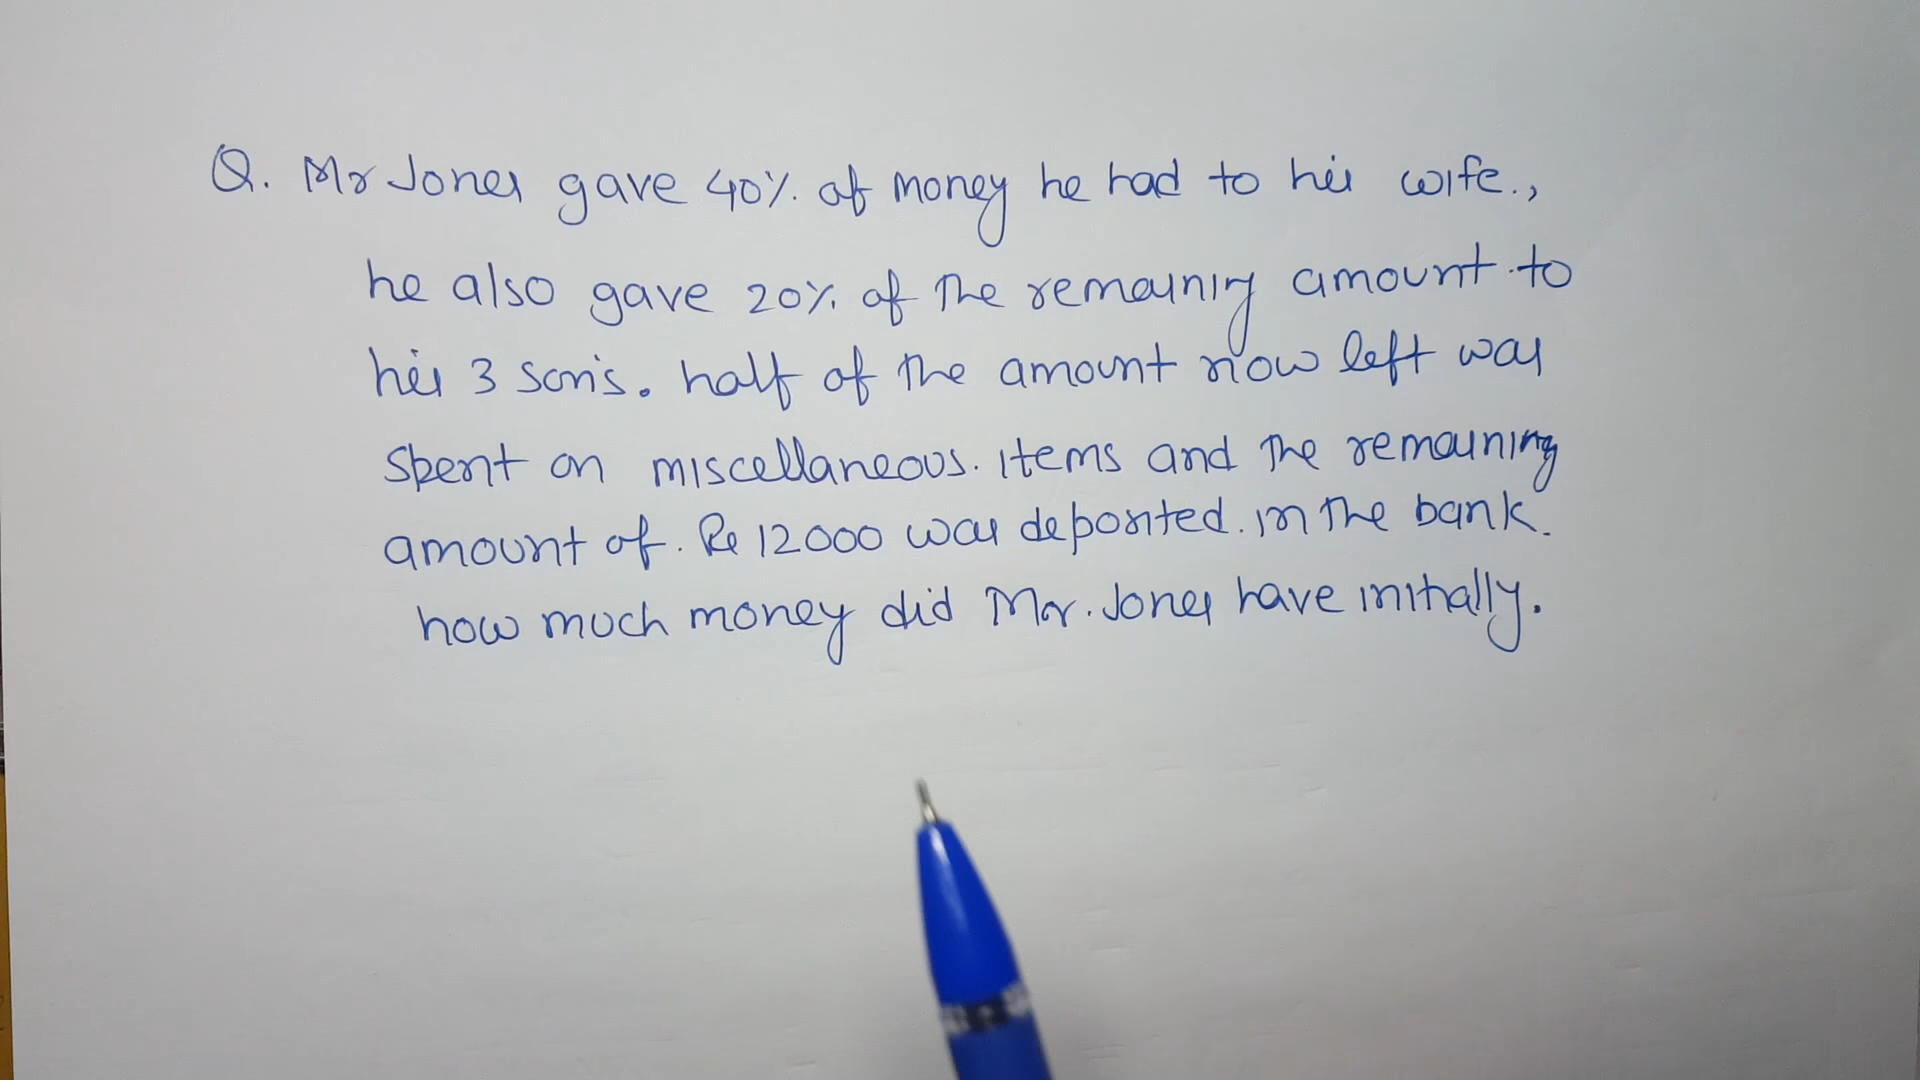 Q. Mr Jones gave 40% of money he had to his wife.,
he also gave 20% of the remaining amount to
his 3 son's. half of the amount now left was
spent on miscellaneous. items and the remaining
amount of. Rs 12000 was deposited. in the bank.
how much money did Mr. Jones have initially.